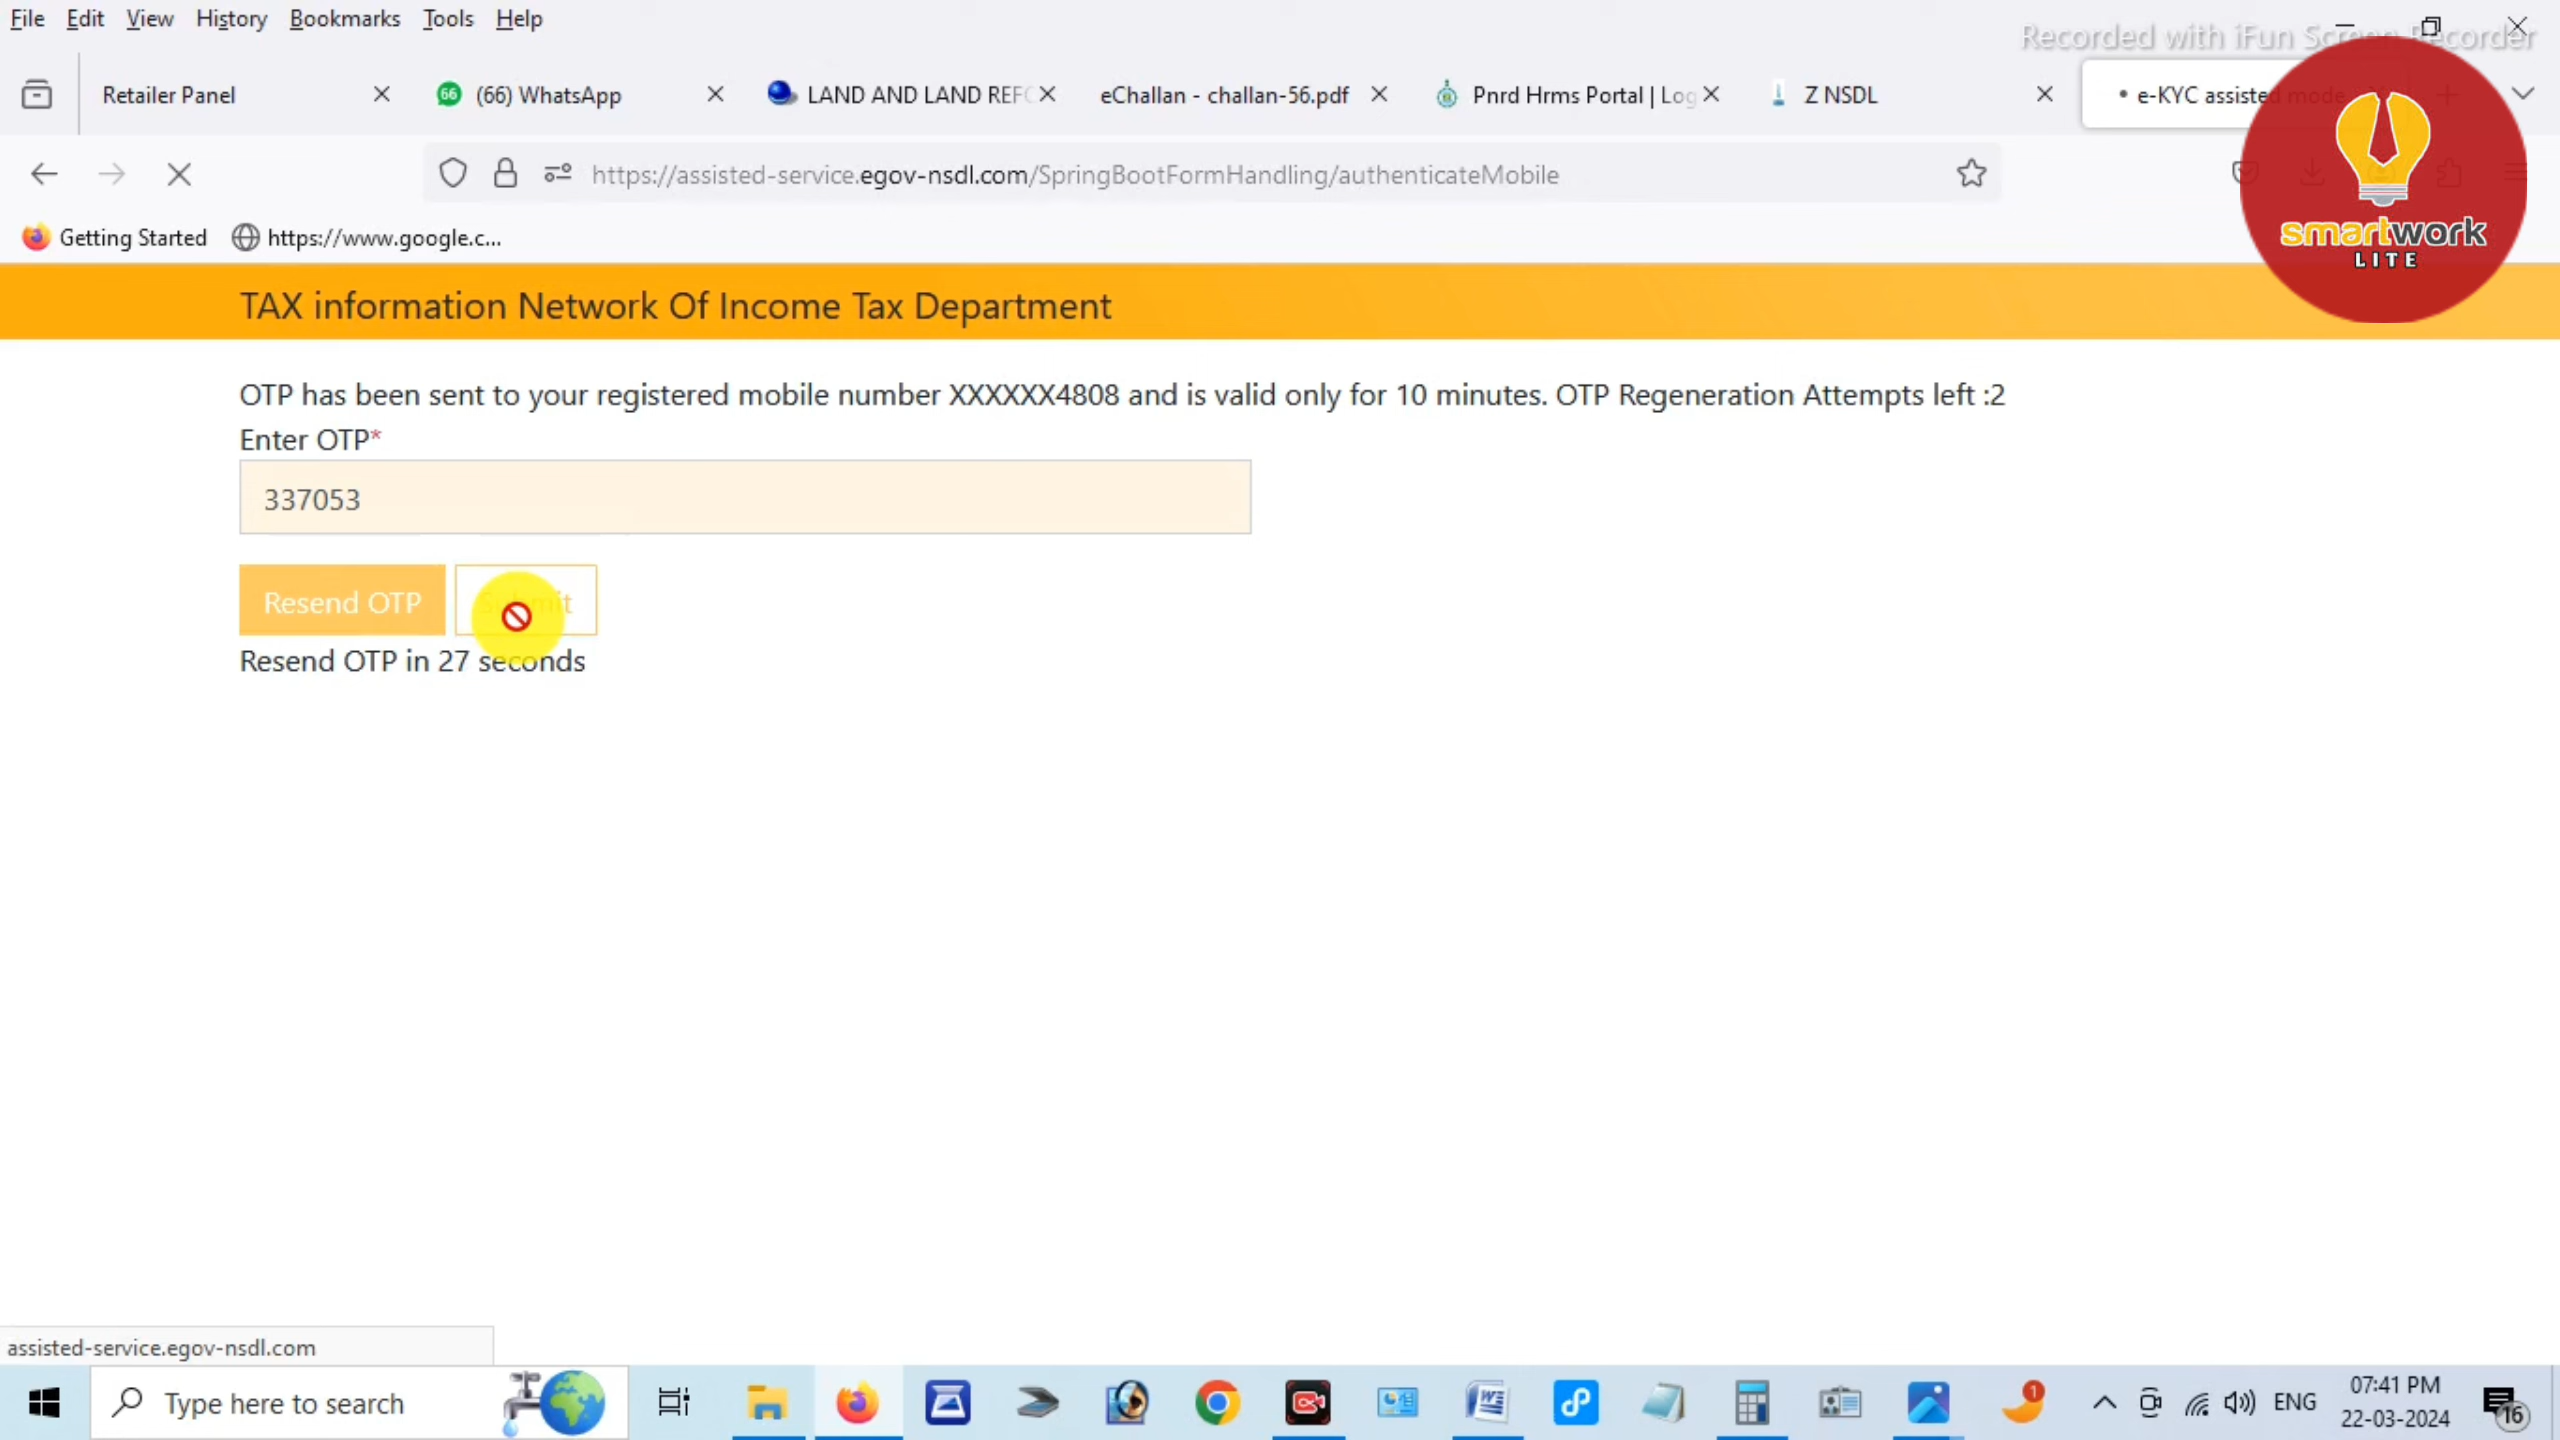 File Edit View History Bookmarks Tools Help
Recorded with iFun Screen Recorder
Retailer Panel
66 (66) WhatsApp
LAND AND LAND REFO
eChallan - challan-56.pdf
Pnrd Hrms Portal | Log
Z NSDL
e-KYC assisted mode
https://assisted-service.egov-nsdl.com/SpringBootFormHandling/authenticateMobile
smartwork
LITE
Getting Started https://www.google.c...
TAX information Network Of Income Tax Department
OTP has been sent to your registered mobile number XXXXXX4808 and is valid only for 10 minutes. OTP Regeneration Attempts left :2
Enter OTP*
337053
Resend OTP Submit
Resend OTP in 27 seconds
assisted-service.egov-nsdl.com
Type here to search
1
ENG
07:41 PM
22-03-2024
16